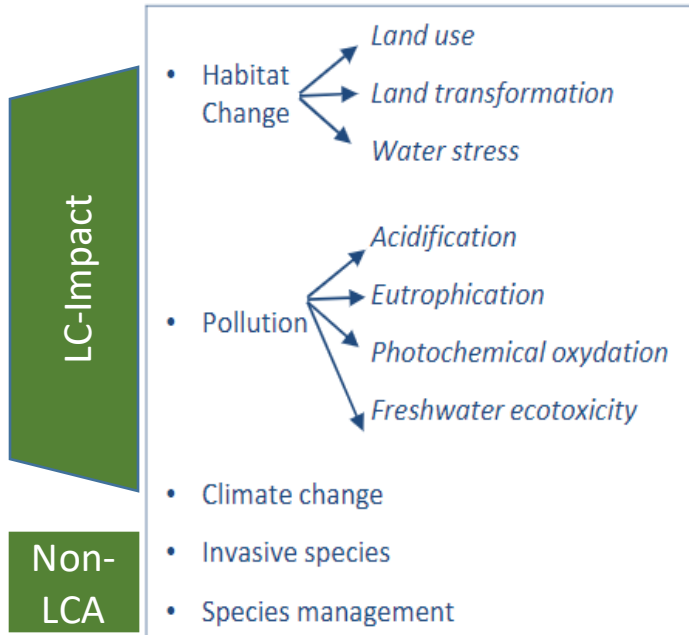 Land use
• Habitat
Change
Land transformation
Water stress
LC-Impact
Acidification
Eutrophication
• Pollution
Photochemical oxydation
Freshwater ecotoxicity
• Climate change
Non-
LCA
• Invasive species
• Species management